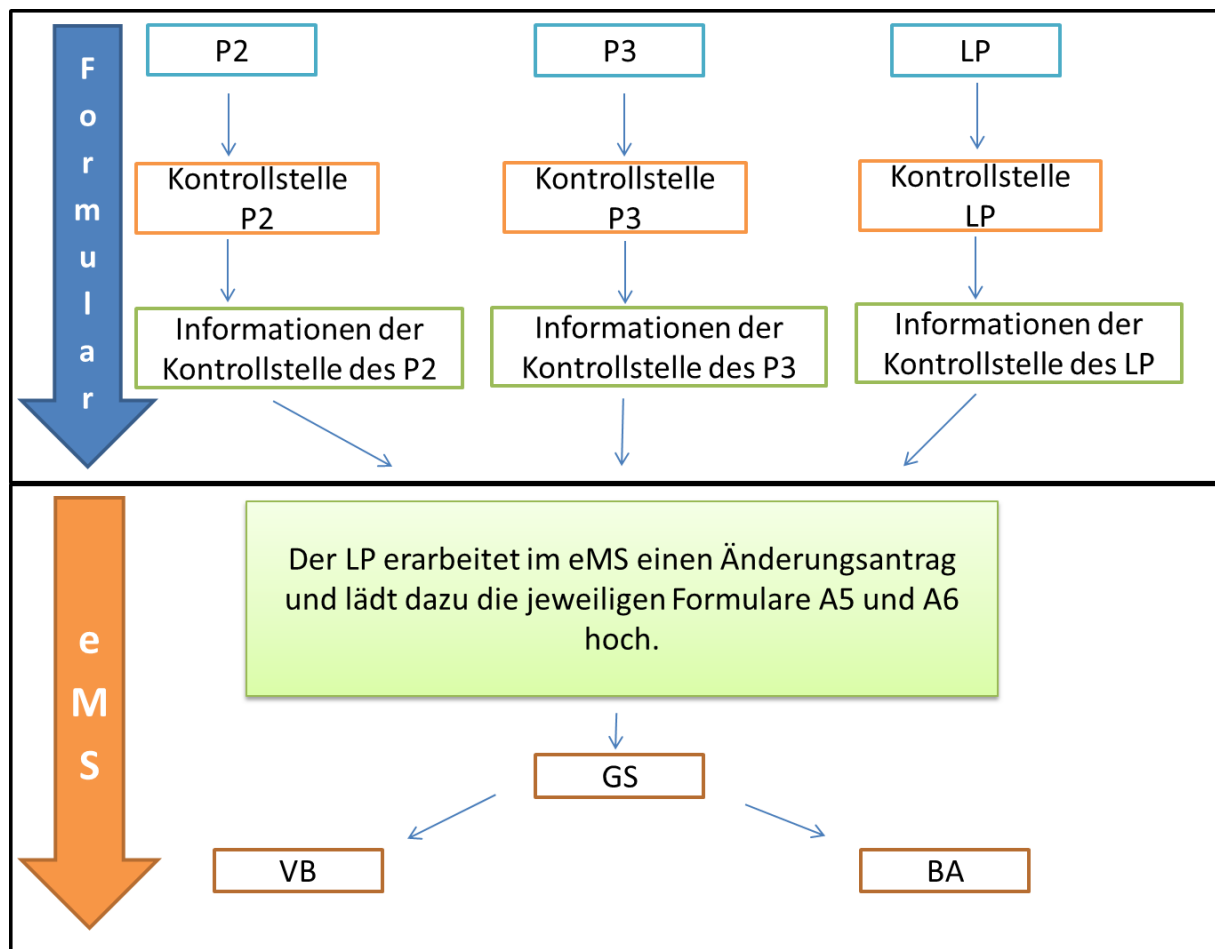 Formular
P2
P3
LP
Kontrollstelle
P2
Kontrollstelle
P3
Kontrollstelle
LP
Informationen der
Kontrollstelle des P2
Informationen der
Kontrollstelle des P3
Informationen der
Kontrollstelle des LP
eMS
Der LP erarbeitet im eMS einen Änderungsantrag
und lädt dazu die jeweiligen Formulare A5 und A6
hoch.
GS
VB
BA